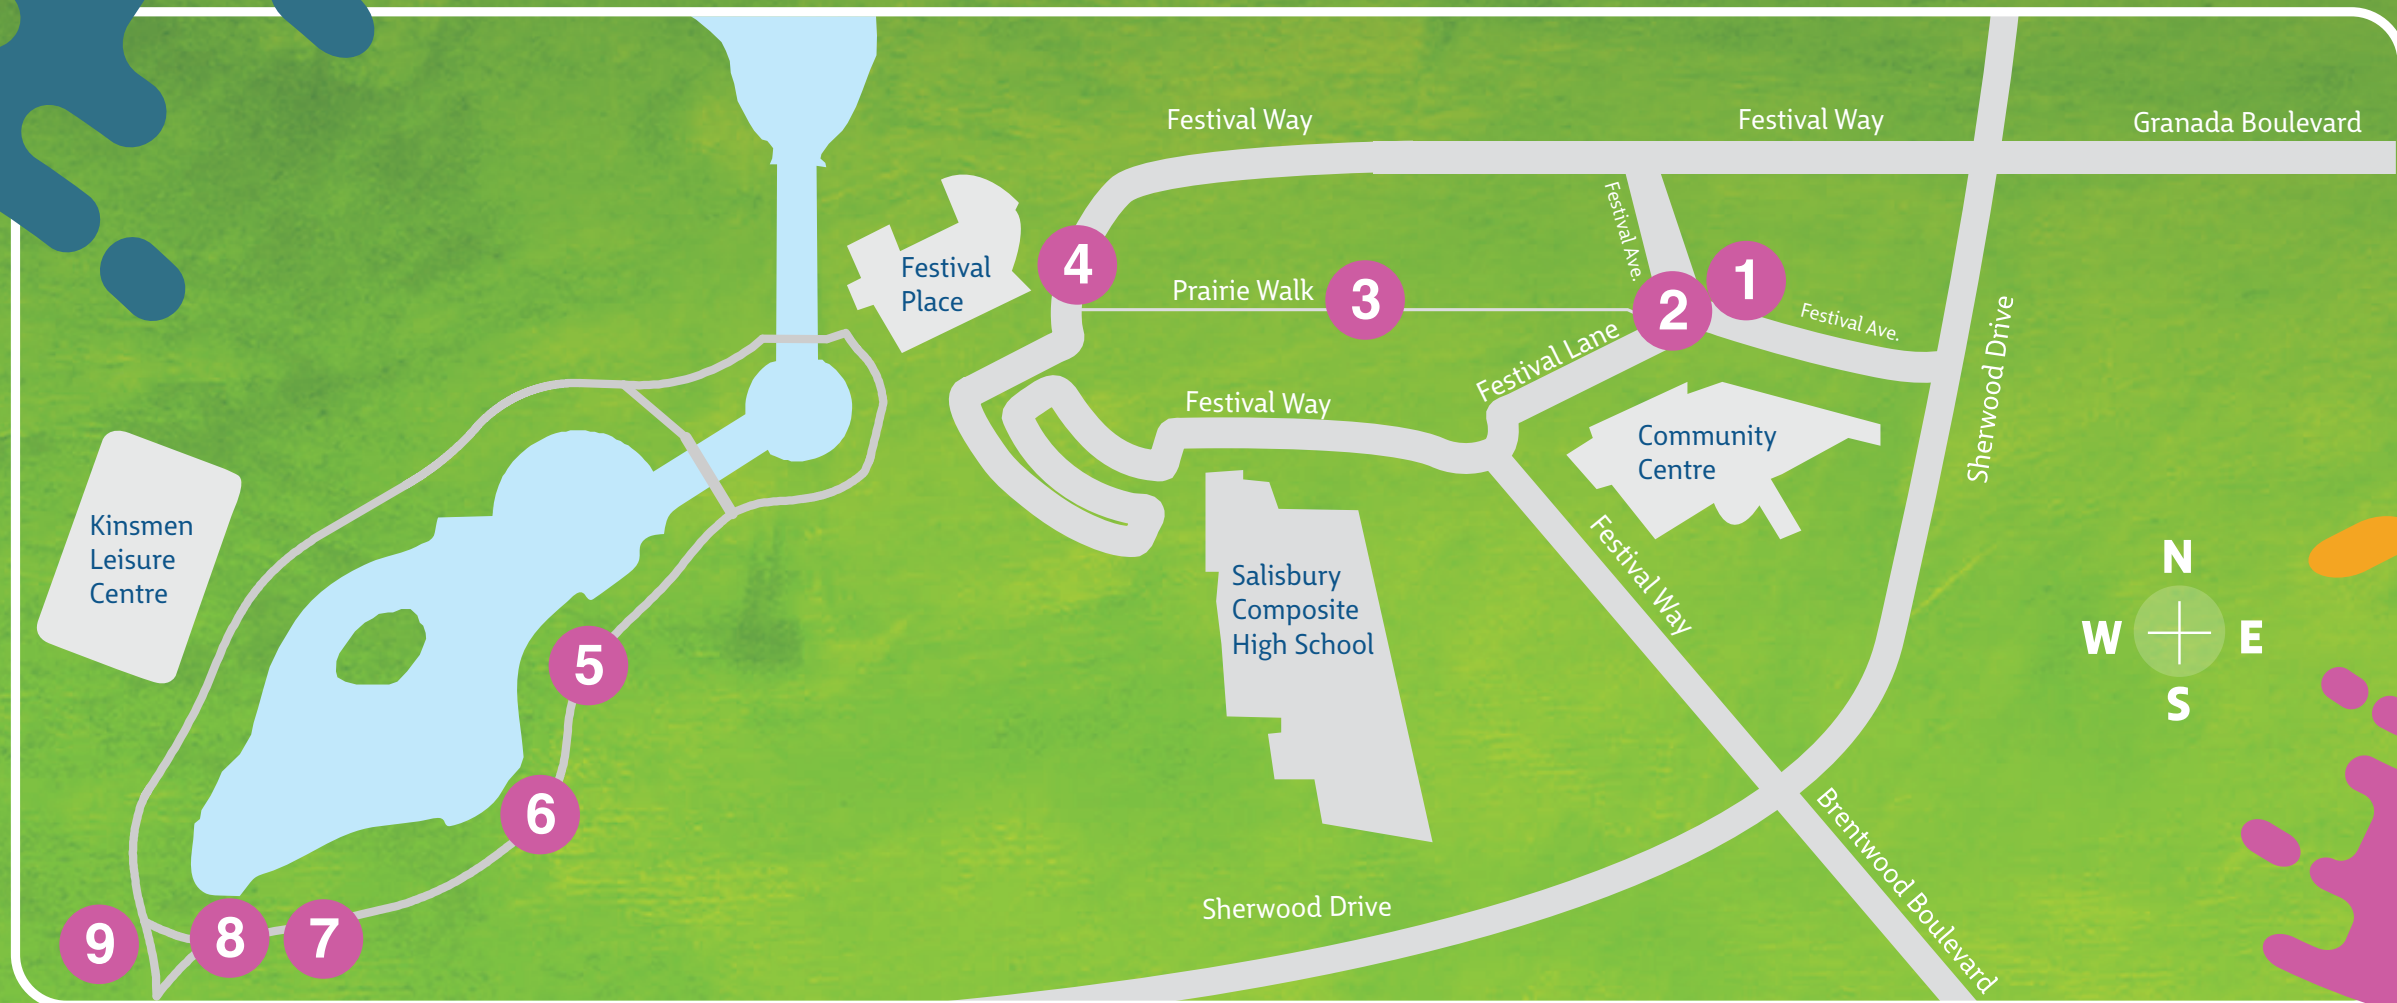 Festival Way
Festival Way
Granada Boulevard
Festival Ave.
Festival
Place
4
Prairie Walk
3
2
1
Festival Ave.
Festival Lane
Sherwood Drive
Festival Way
Community
Centre
Kinsmen
Leisure
Centre
Salisbury
Composite
High School
Festival Way
N
W
E
S
5
6
Brentwood Boulevard
Sherwood Drive
9
8
7